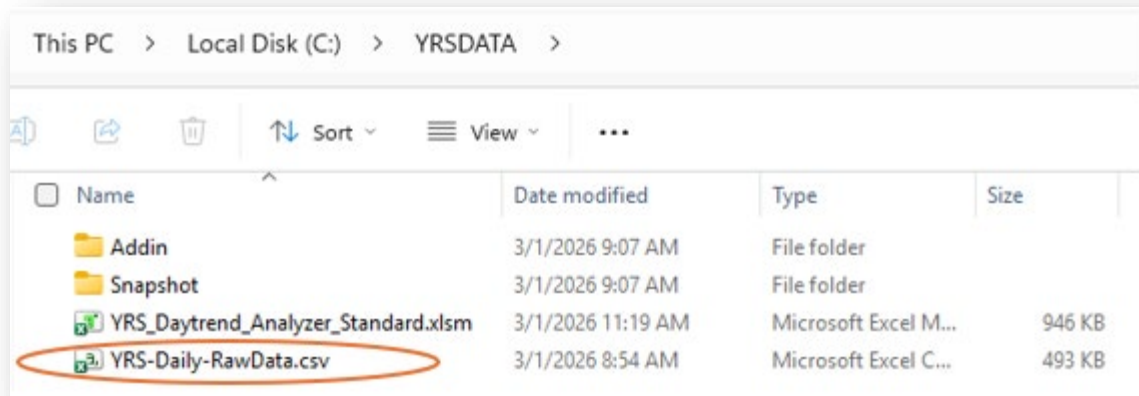 This PC > Local Disk (C:) > YRSDATA >
A Sort View ...
Name Date modified Type Size
Addin 3/1/2026 9:07 AM File folder
Snapshot 3/1/2026 9:07 AM File folder
YRS_Daytrend_Analyzer_Standard.xlsm 3/1/2026 11:19 AM Microsoft Excel M... 946 KB
YRS-Daily-RawData.csv 3/1/2026 8:54 AM Microsoft Excel C... 493 KB